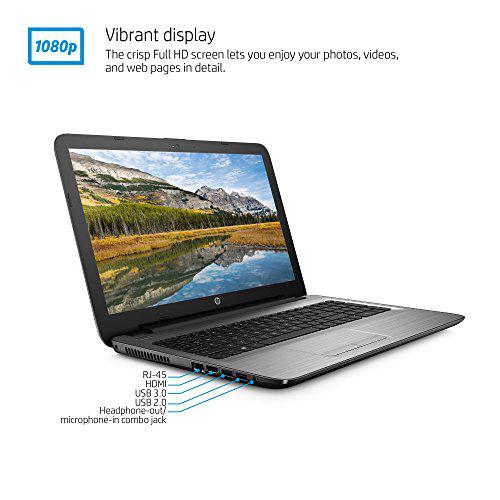 1080p
Vibrant display
The crisp Full HD screen lets you enjoy your photos, videos,
and web pages in detail.
hp
RJ-45
HDMI
USB 3.0
USB 2.0
Headphone-out/
microphone-in combo jack